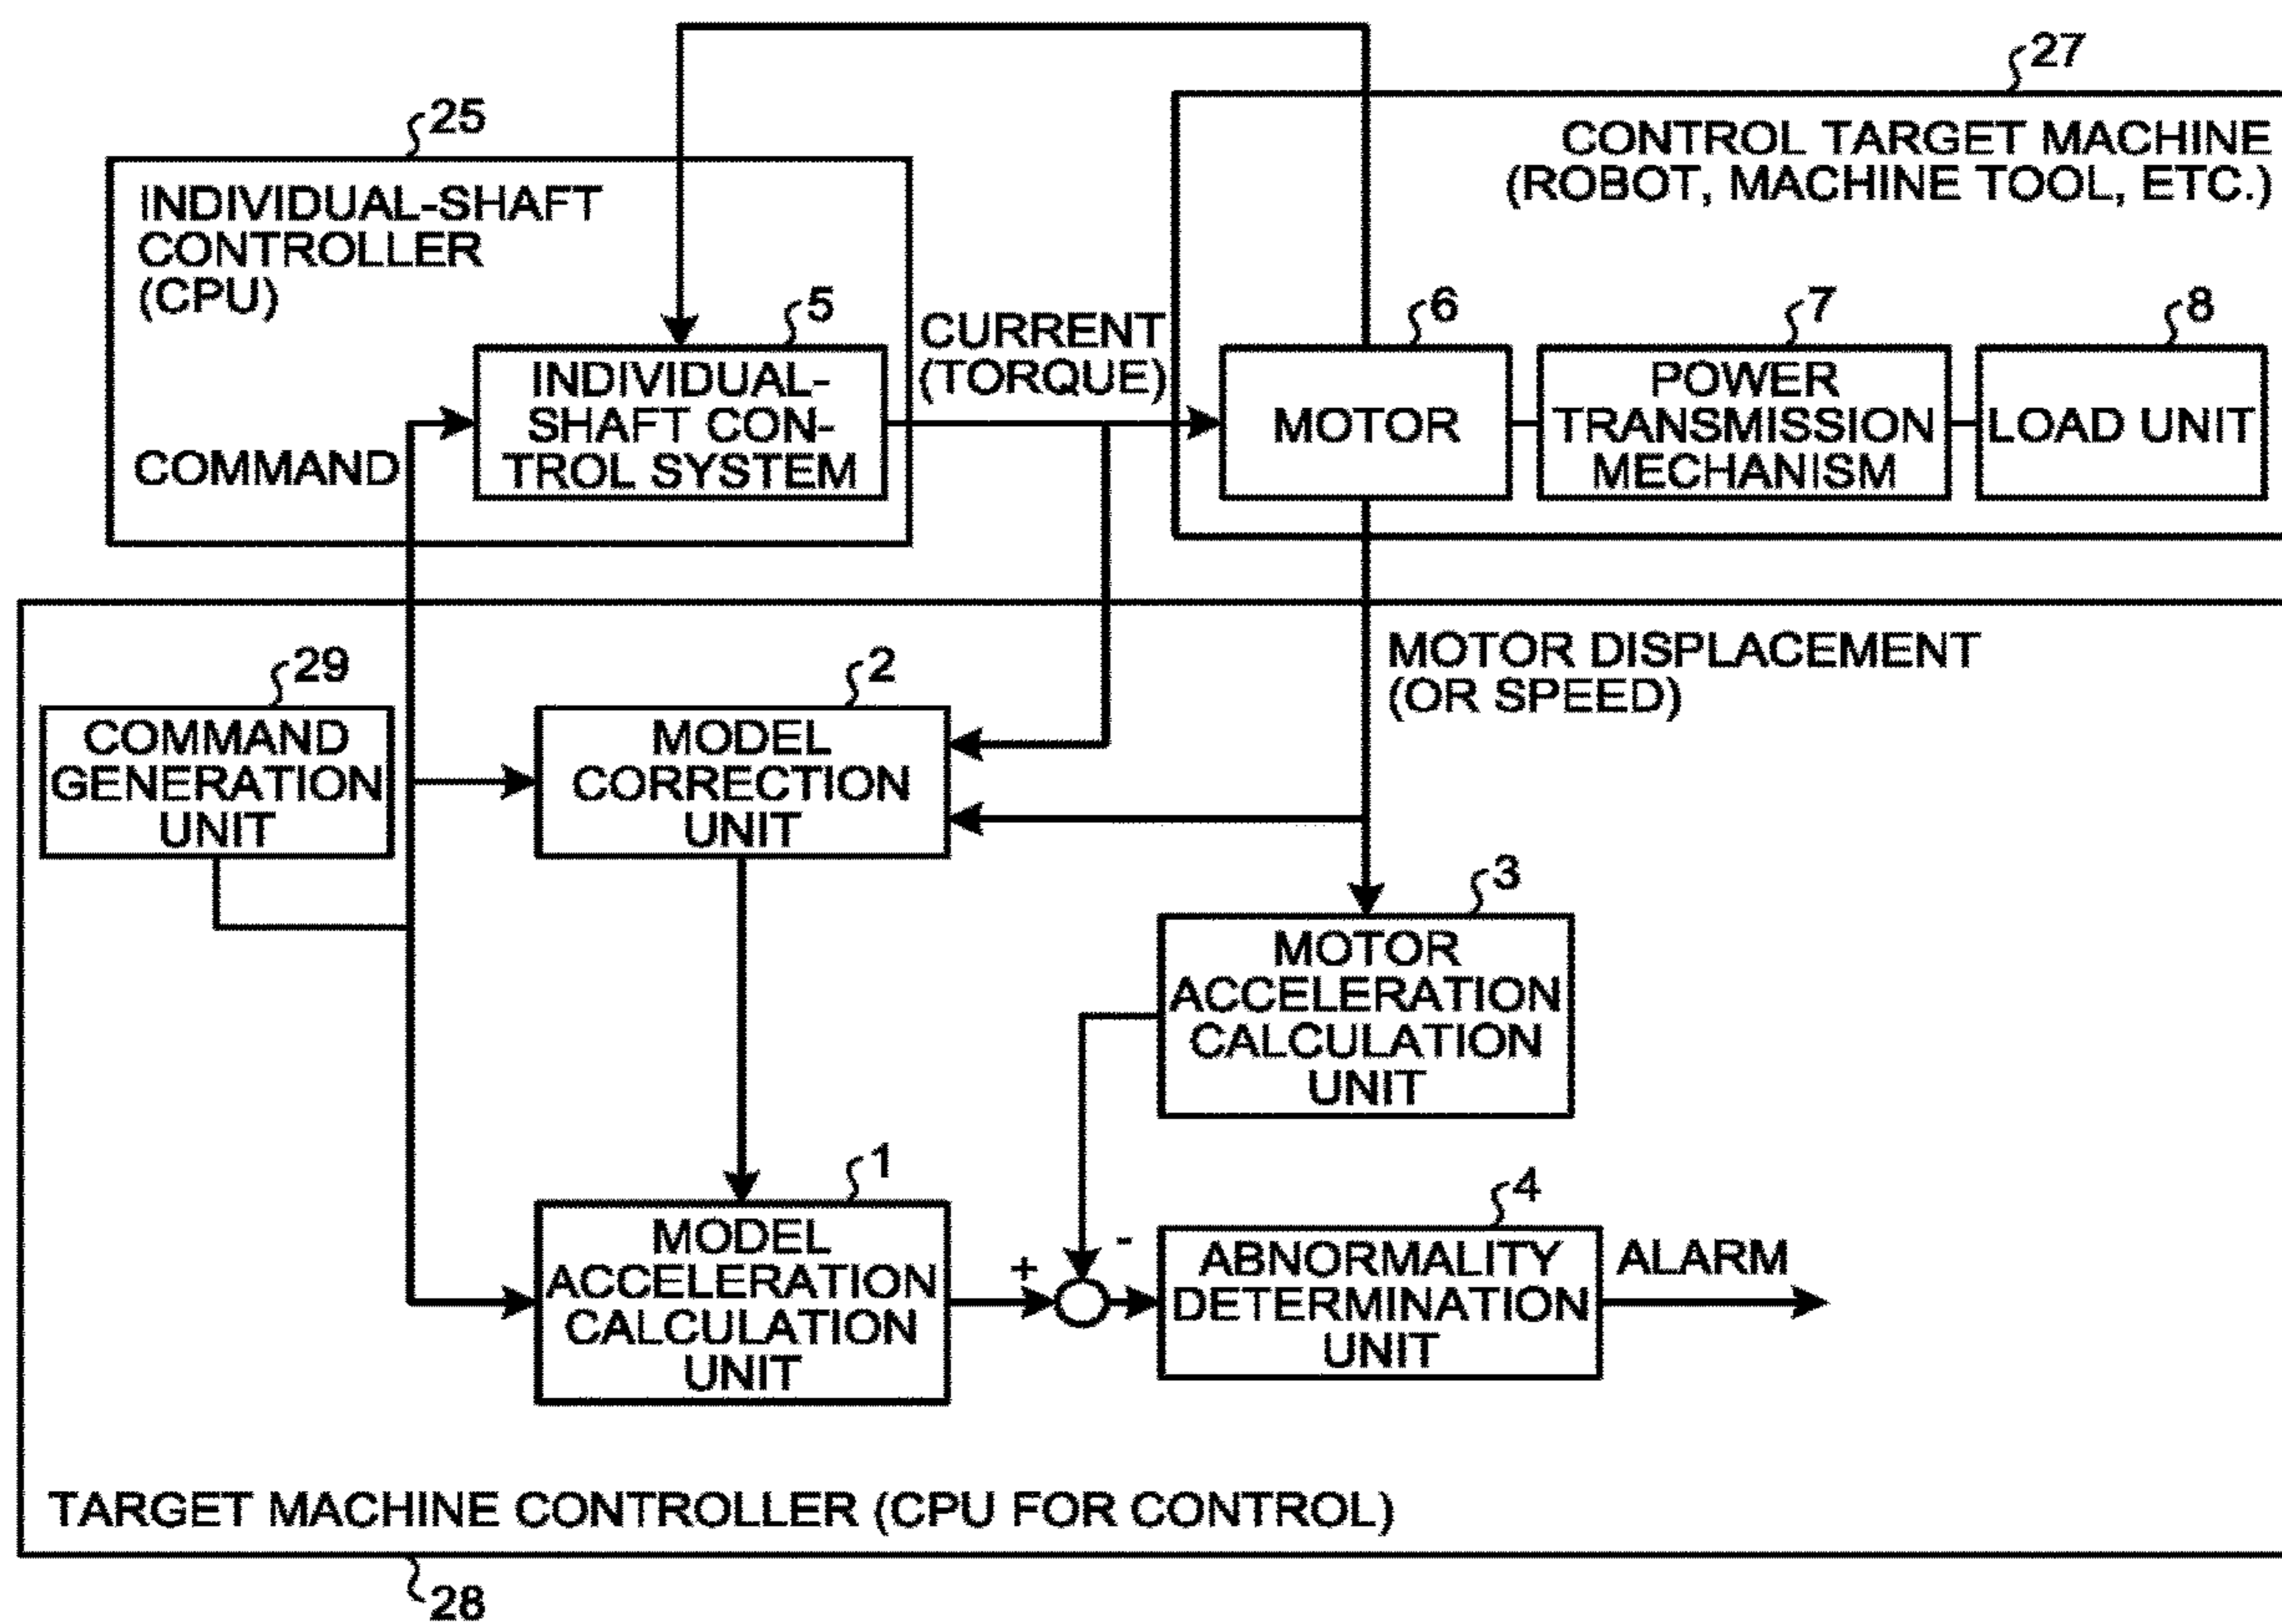 27
CONTROL TARGET MACHINE
(ROBOT, MACHINE TOOL, ETC.)
25
INDIVIDUAL-SHAFT
CONTROLLER
(CPU)
5
INDIVIDUAL-
SHAFT CON-
TROL SYSTEM
COMMAND
CURRENT
(TORQUE)
6
MOTOR
7
POWER
TRANSMISSION
MECHANISM
8
LOAD UNIT
MOTOR DISPLACEMENT
(OR SPEED)
29
COMMAND
GENERATION
UNIT
2
MODEL
CORRECTION
UNIT
3
MOTOR
ACCELERATION
CALCULATION
UNIT
1
MODEL
ACCELERATION
CALCULATION
UNIT
+
-
4
ABNORMALITY
DETERMINATION
UNIT
ALARM
TARGET MACHINE CONTROLLER (CPU FOR CONTROL)
28